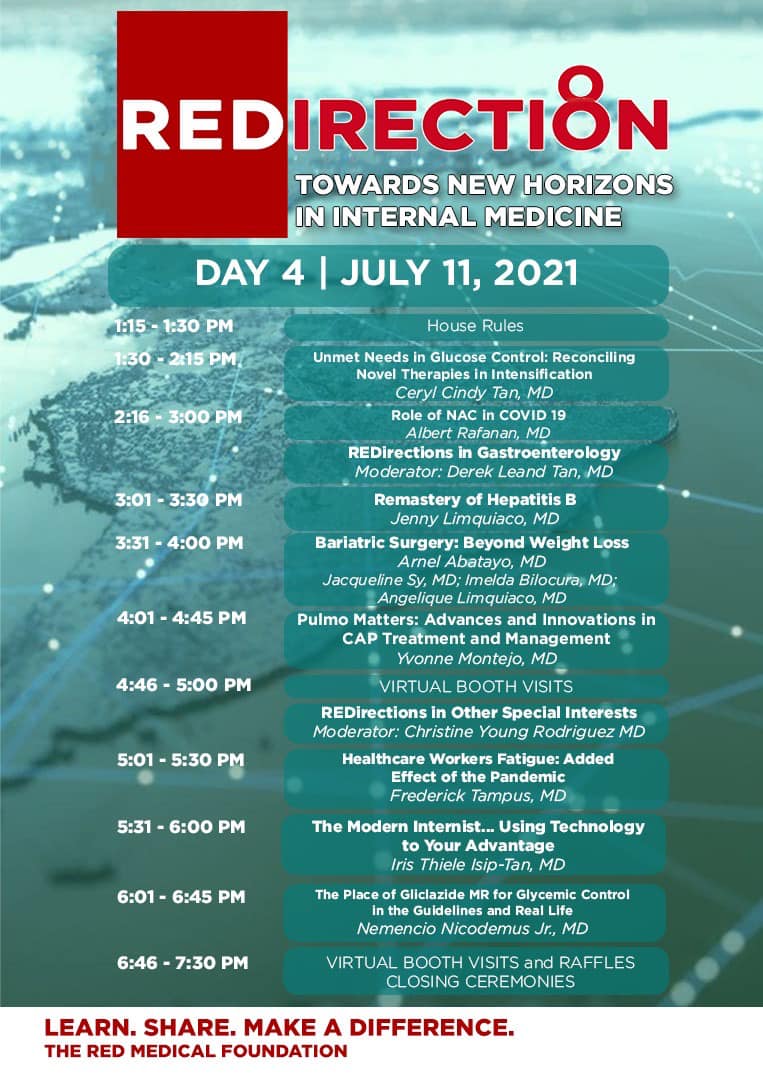 REDIRECTION
8
TOWARDS NEW HORIZONS
IN INTERNAL MEDICINE
DAY 4 | JULY 11, 2021
1:15 - 1:30 PM
House Rules
1:30 - 2:15 PM
Unmet Needs in Glucose Control: Reconciling
Novel Therapies in Intensification
Ceryl Cindy Tan, MD
2:16 - 3:00 PM
Role of NAC in COVID 19
Albert Rafanan, MD
REDirections in Gastroenterology
Moderator: Derek Leand Tan, MD
3:01 - 3:30 PM
Remastery of Hepatitis B
Jenny Limquiaco, MD
3:31 - 4:00 PM
Bariatric Surgery: Beyond Weight Loss
Arnel Abatayo, MD
Jacqueline Sy, MD; Imelda Bilocura, MD;
Angelique Limquiaco, MD
4:01 - 4:45 PM
Pulmo Matters: Advances and Innovations in
CAP Treatment and Management
Yvonne Montejo, MD
4:46 - 5:00 PM
VIRTUAL BOOTH VISITS
REDirections in Other Special Interests
Moderator: Christine Young Rodriguez MD
5:01 - 5:30 PM
Healthcare Workers Fatigue: Added
Effect of the Pandemic
Frederick Tampus, MD
5:31 - 6:00 PM
The Modern Internist... Using Technology
to Your Advantage
Iris Thiele Isip-Tan, MD
6:01 - 6:45 PM
The Place of Gliclazide MR for Glycemic Control
in the Guidelines and Real Life
Nemencio Nicodemus Jr., MD
6:46 - 7:30 PM
VIRTUAL BOOTH VISITS and RAFFLES
CLOSING CEREMONIES
LEARN. SHARE. MAKE A DIFFERENCE.
THE RED MEDICAL FOUNDATION